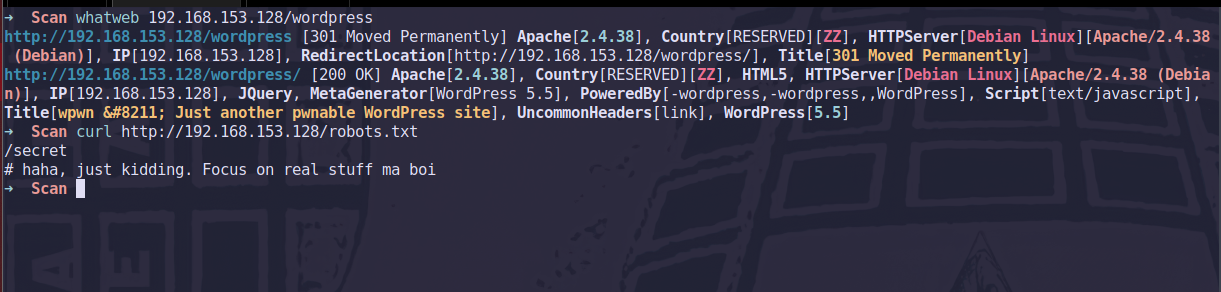 → Scan whatweb 192.168.153.128/wordpress
http://192.168.153.128/wordpress [301 Moved Permanently] Apache[2.4.38], Country[RESERVED][ZZ], HTTPServer[Debian Linux][Apache/2.4.38
(Debian)], IP[192.168.153.128], RedirectLocation[http://192.168.153.128/wordpress/], Title[301 Moved Permanently]
http://192.168.153.128/wordpress/ [200 OK] Apache[2.4.38], Country[RESERVED][ZZ], HTML5, HTTPServer[Debian Linux][Apache/2.4.38 (Debia
n)], IP[192.168.153.128], JQuery, MetaGenerator[WordPress 5.5], PoweredBy[-wordpress,-wordpress,,WordPress], Script[text/javascript],
Title[wpwn &#8211; Just another pwnable WordPress site], UncommonHeaders[link], WordPress[5.5]
→ Scan curl http://192.168.153.128/robots.txt
/secret
# haha, just kidding. Focus on real stuff ma boi
→ Scan